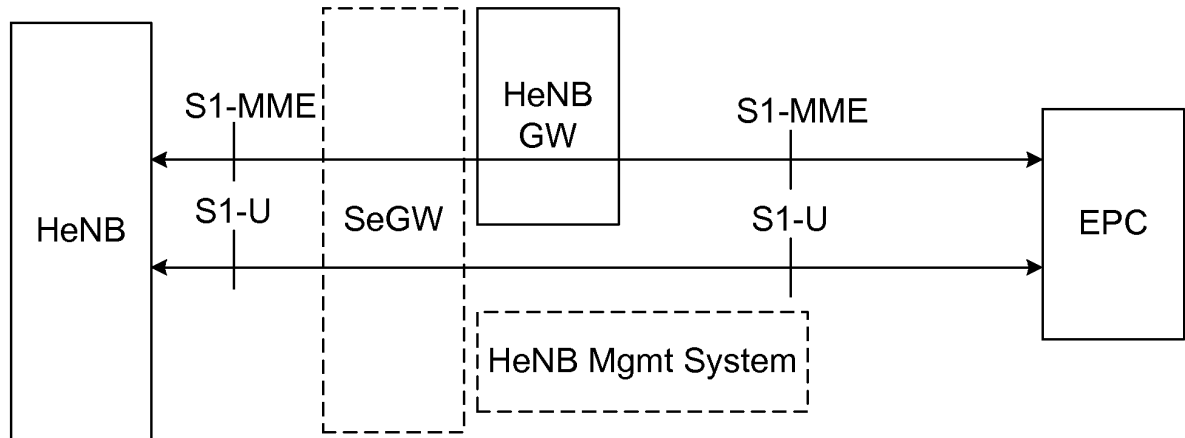 HeNB
S1-MME
S1-U
SeGW
HeNB
GW
S1-MME
S1-U
HeNB Mgmt System
EPC